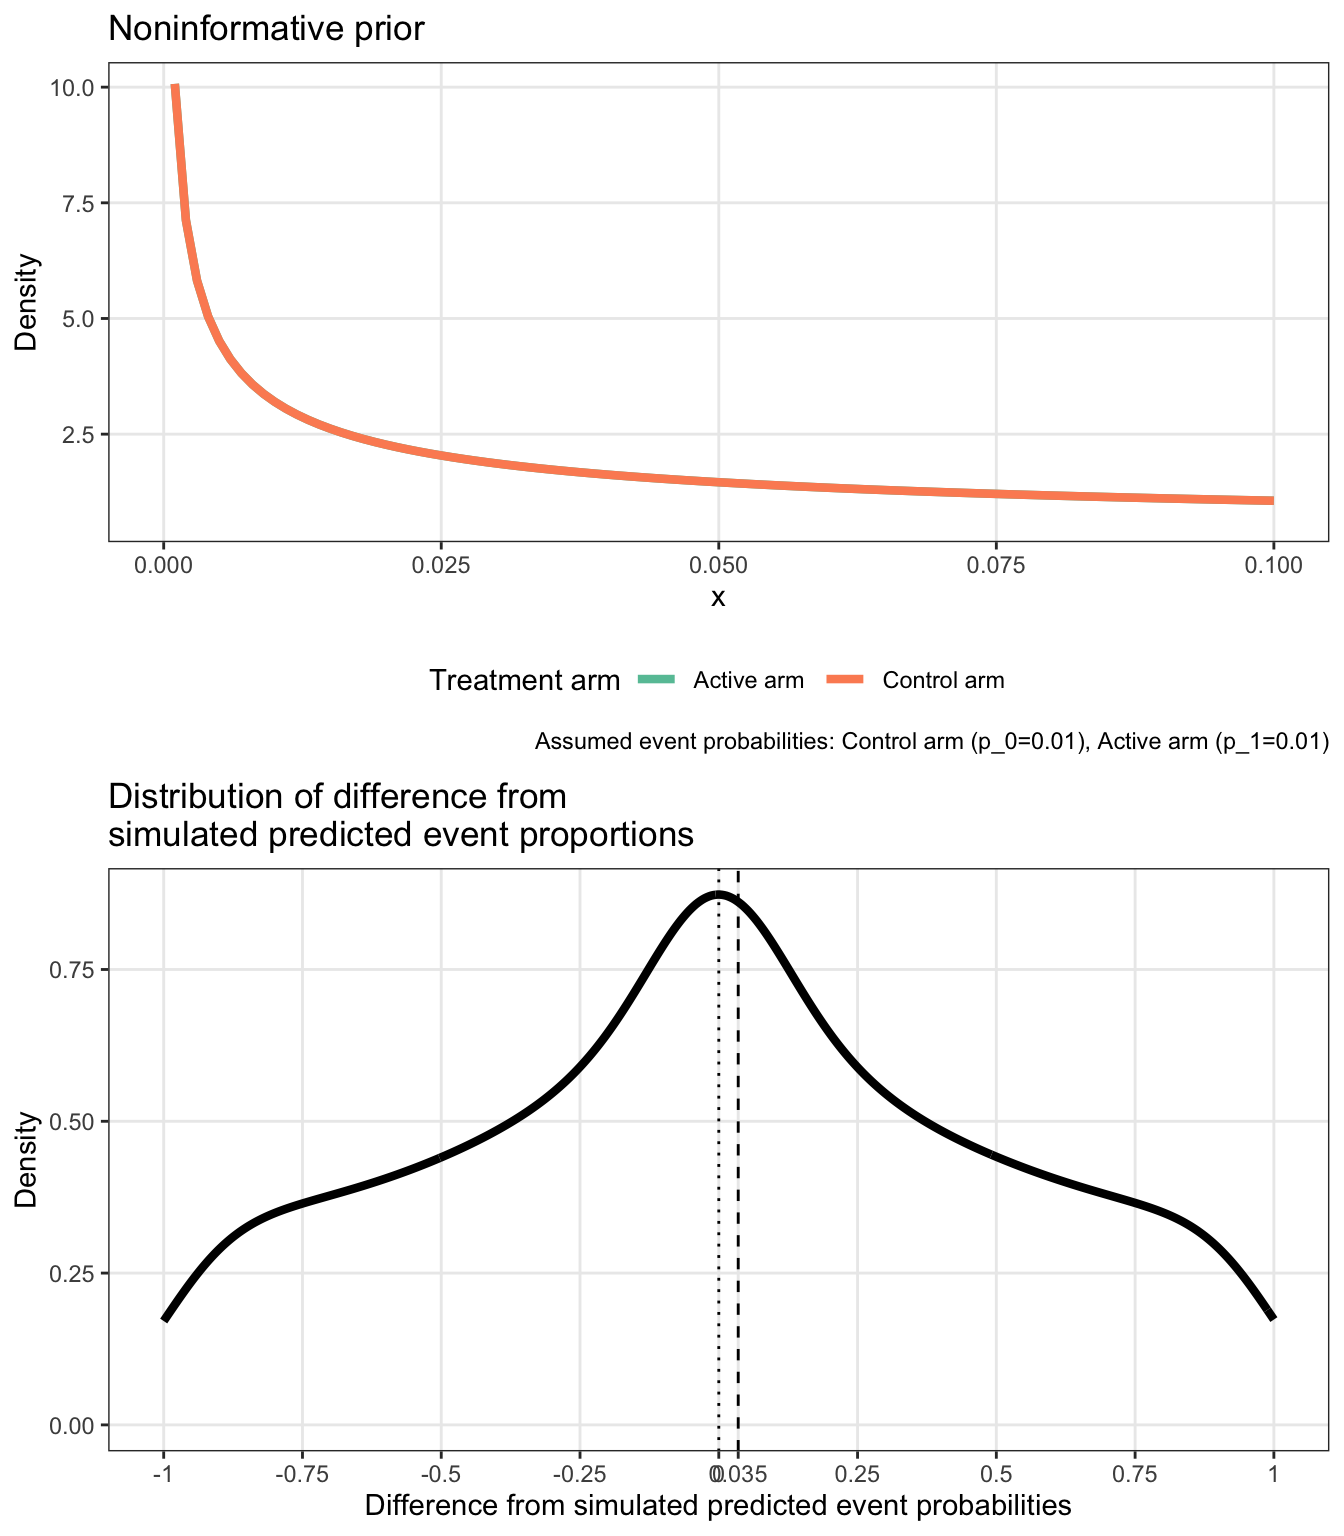 Noninformative prior
10.0
7.5
5.0
2.5
Density
0.000 0.025 0.050 0.075 0.100
x
Treatment arm Active arm Control arm
Assumed event probabilities: Control arm (p_0=0.01), Active arm (p_1=0.01)
Distribution of difference from
simulated predicted event proportions
0.75
0.50
0.25
0.00
Density
-1 -0.75 -0.5 -0.25 0 0.035 0.25 0.5 0.75 1
Difference from simulated predicted event probabilities